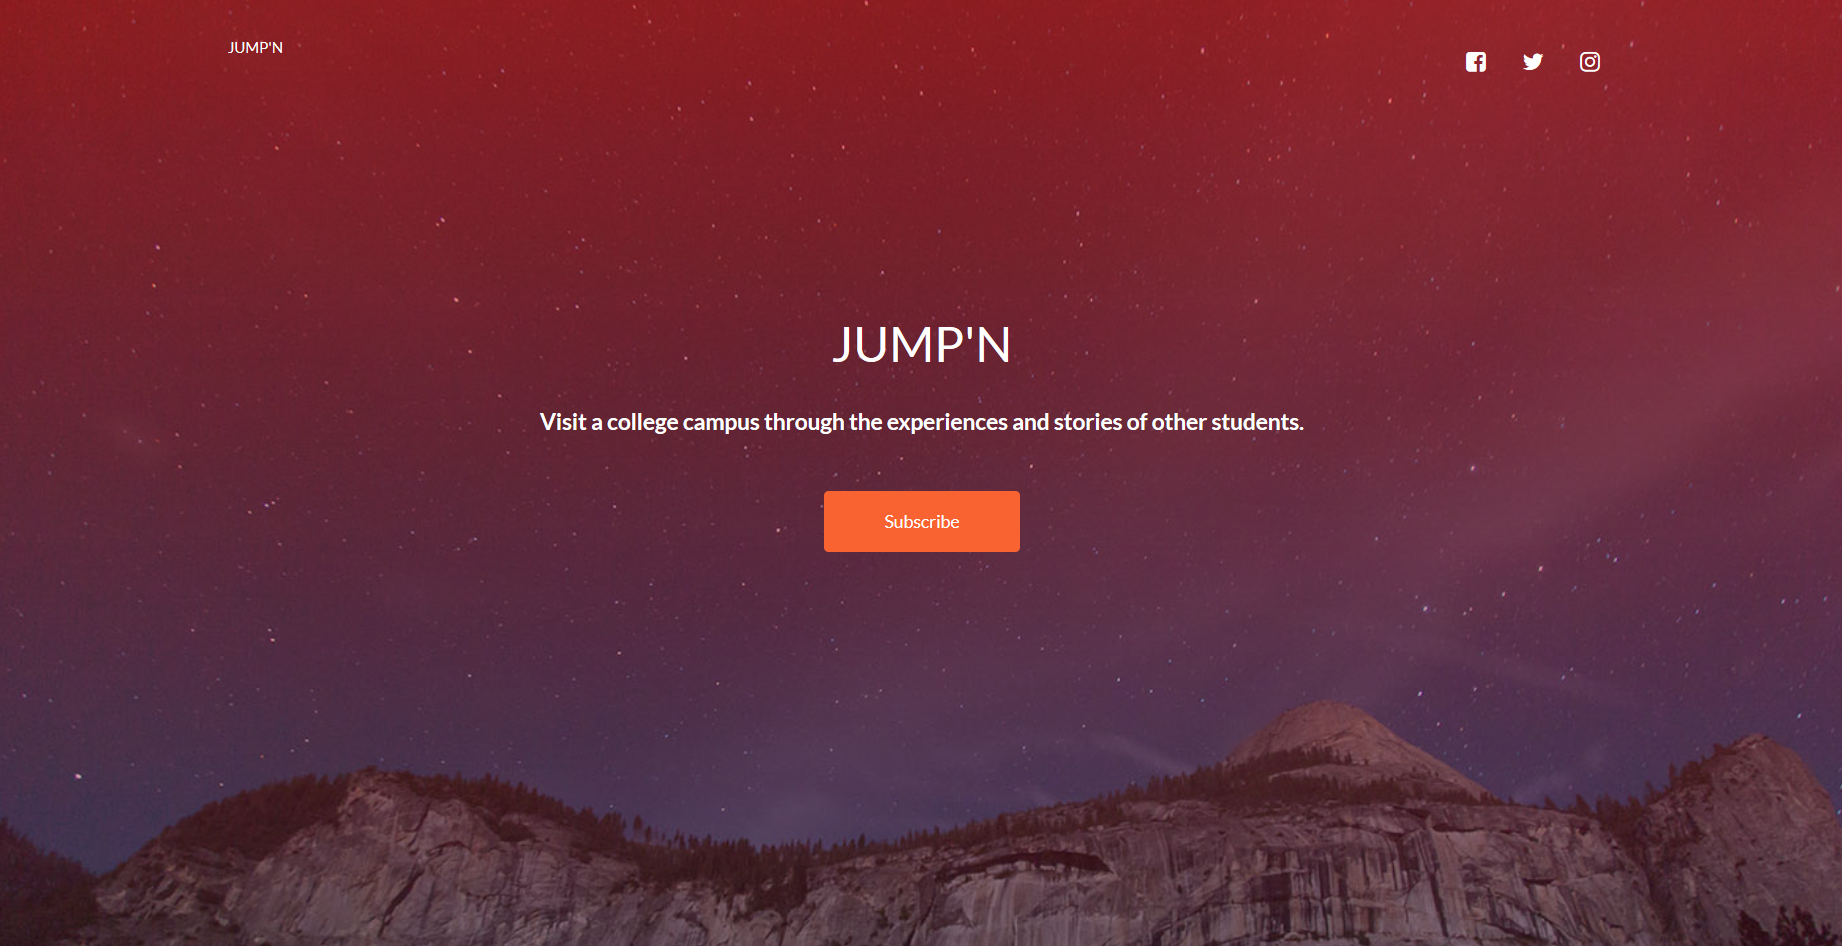 JUMP'N
JUMP'N
Visit a college campus through the experiences and stories of other students.
Subscribe